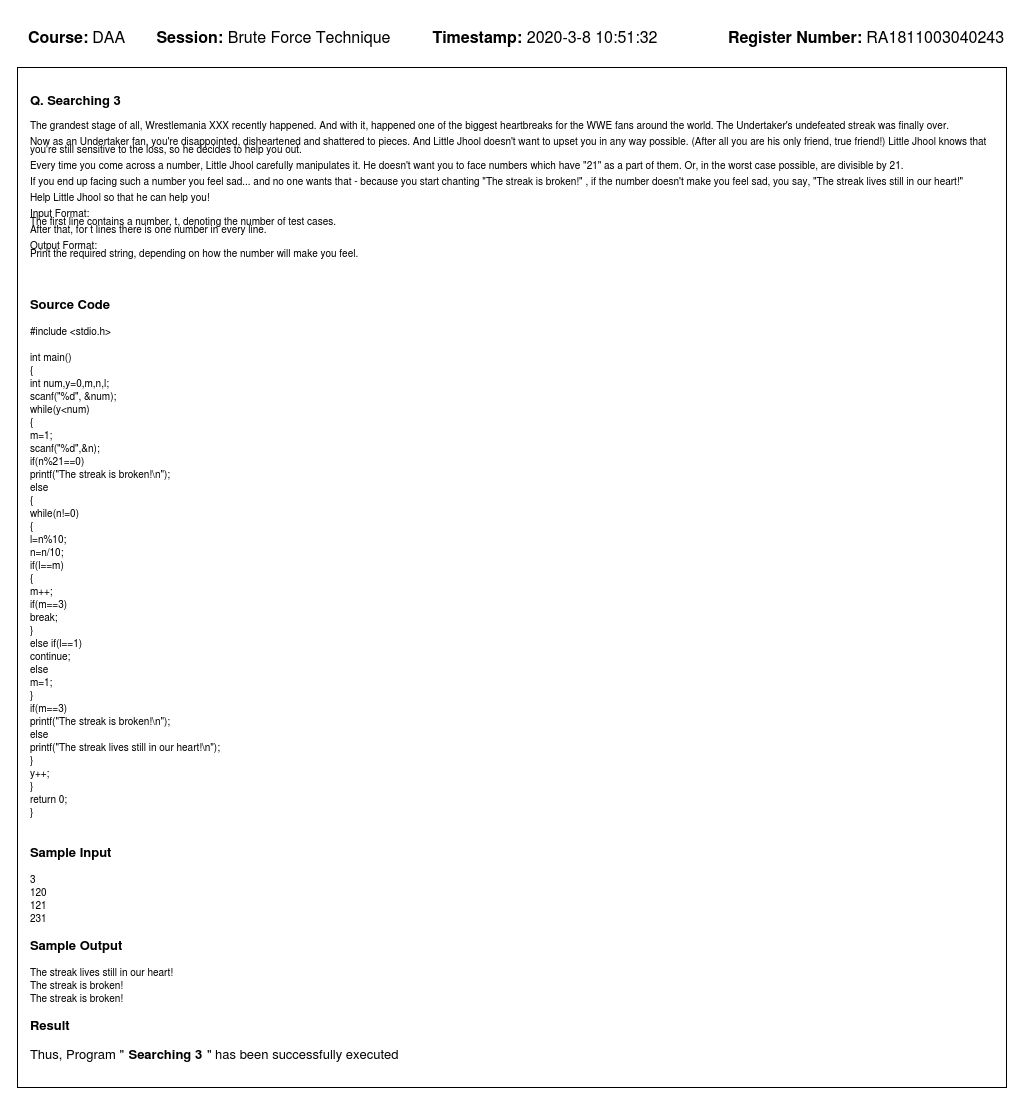 Course: DAA Session: Brute Force Technique Timestamp: 2020-3-8 10:51:32 Register Number: RA1811003040243
Q. Searching 3
The grandest stage of all, Wrestlemania XXX recently happened. And with it, happened one of the biggest heartbreaks for the WWE fans around the world. The Undertaker's undefeated streak was finally over.
Now as an Undertaker fan, you're disappointed, disheartened and shattered to pieces. And Little Jhool doesn't want to upset you in any way possible. (After all you are his only friend, true friend!) Little Jhool knows that
you're still sensitive to the loss, so he decides to help you out.
Every time you come across a number, Little Jhool carefully manipulates it. He doesn't want you to face numbers which have "21" as a part of them. Or, in the worst case possible, are divisible by 21.
If you end up facing such a number you feel sad... and no one wants that - because you start chanting "The streak is broken!" , if the number doesn't make you feel sad, you say, "The streak lives still in our heart!"
Help Little Jhool so that he can help you!
Input Format:
The first line contains a number, t, denoting the number of test cases.
After that, for t lines there is one number in every line.
Output Format:
Print the required string, depending on how the number will make you feel.
Source Code
#include <stdio.h>
int main()
{
int num,y=0,m,n,l;
scanf("%d", &num);
while(y<num)
{
m=1;
scanf("%d",&n);
if(n%21==0)
printf("The streak is broken!\n");
else
{
while(n!=0)
{
l=n%10;
n=n/10;
if(l==m)
{
m++;
if(m==3)
break;
}
else if(l==1)
continue;
else
m=1;
}
if(m==3)
printf("The streak is broken!\n");
else
printf("The streak lives still in our heart!\n");
}
y++;
}
return 0;
}
Sample Input
3
120
121
231
Sample Output
The streak lives still in our heart!
The streak is broken!
The streak is broken!
Result
Thus, Program " Searching 3 " has been successfully executed